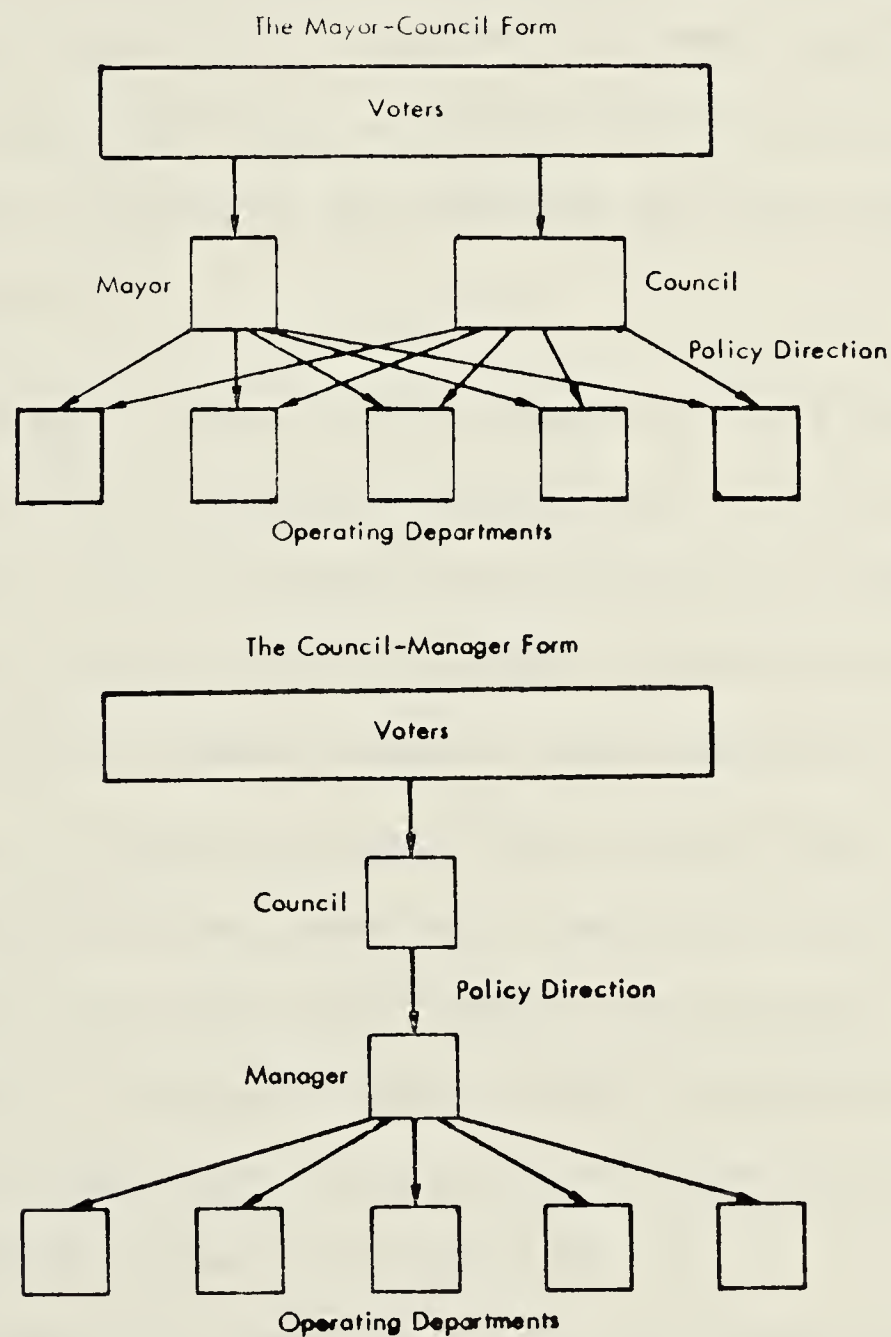 The Mayor-Council Form
Voters
Mayor
Council
Policy Direction
Operating Departments
The Council-Manager Form
Voters
Council
Policy Direction
Manager
Operating Departments